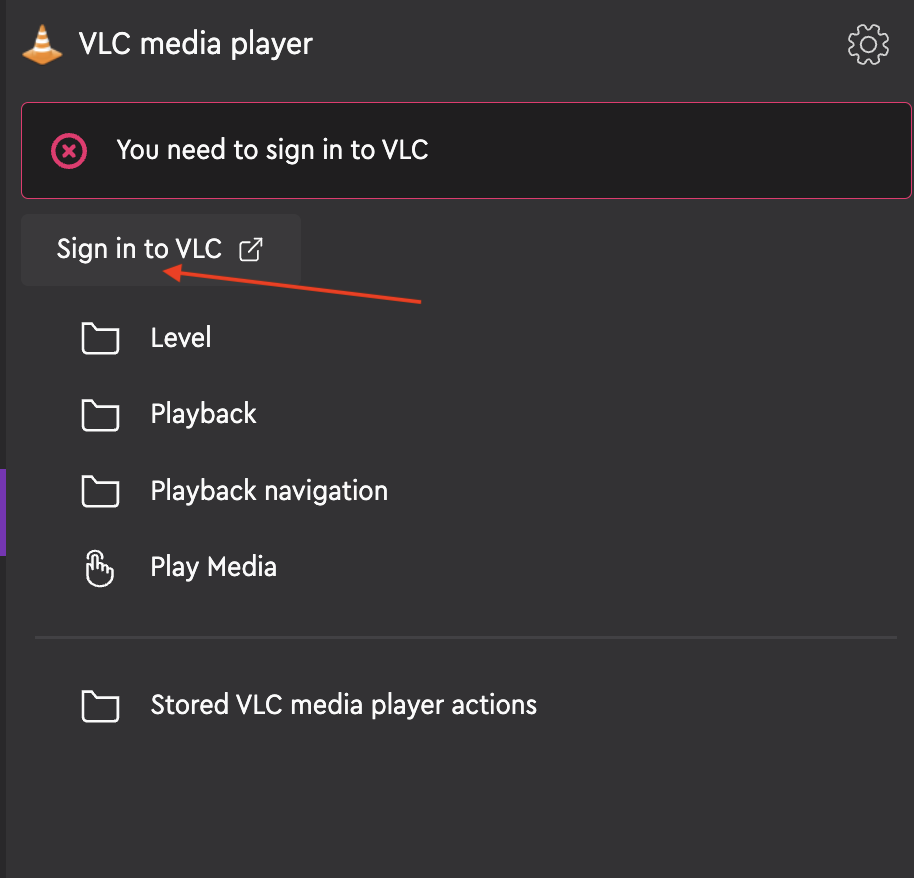 VLC media player
You need to sign in to VLC
Sign in to VLC
Level
Playback
Playback navigation
Play Media
Stored VLC media player actions